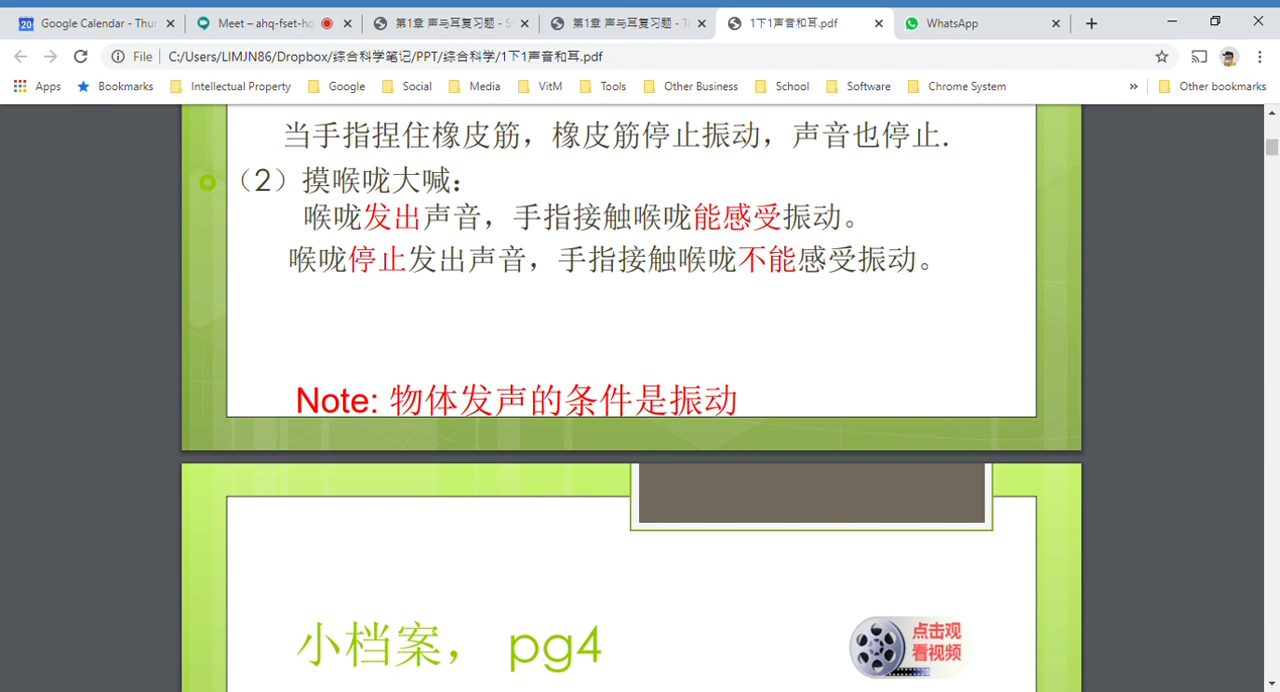 20 Google Calendar - Thu
Meet – ahq-fset-hq
第1章 声与耳复习题 - S
第1章 声与耳复习题 - T
1下1声音和耳.pdf
WhatsApp
File
C:/Users/LIMJN86/Dropbox/综合科学笔记/PPT/综合科学/1下1声音和耳.pdf
Apps
Bookmarks
Intellectual Property
Google
Social
Media
VitM
Tools
Other Business
School
Software
Chrome System
»
Other bookmarks
当手指捏住橡皮筋，橡皮筋停止振动，声音也停止.
（2）摸喉咙大喊：
喉咙发出声音，手指接触喉咙能感受振动。
喉咙停止发出声音，手指接触喉咙不能感受振动。
Note: 物体发声的条件是振动
小档案， pg4
点击观
看视频